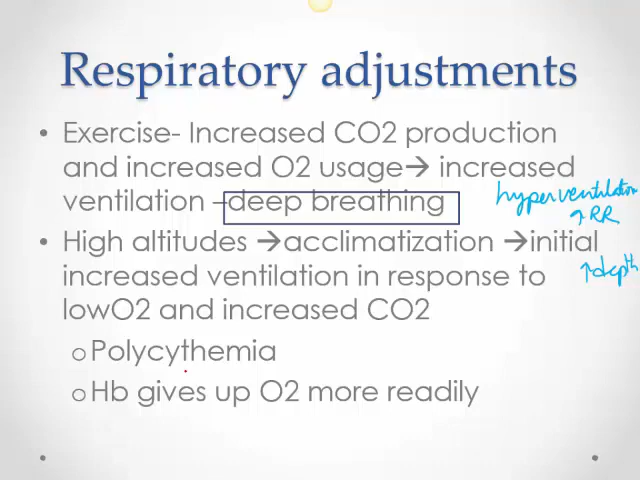 Respiratory adjustments
• Exercise- Increased CO2 production
and increased O2 usage→ increased
ventilation –deep breathing
hyperventilation
↑ RR
• High altitudes →acclimatization →initial
increased ventilation in response to
lowO2 and increased CO2
↑depth
o Polycythemia
o Hb gives up O2 more readily